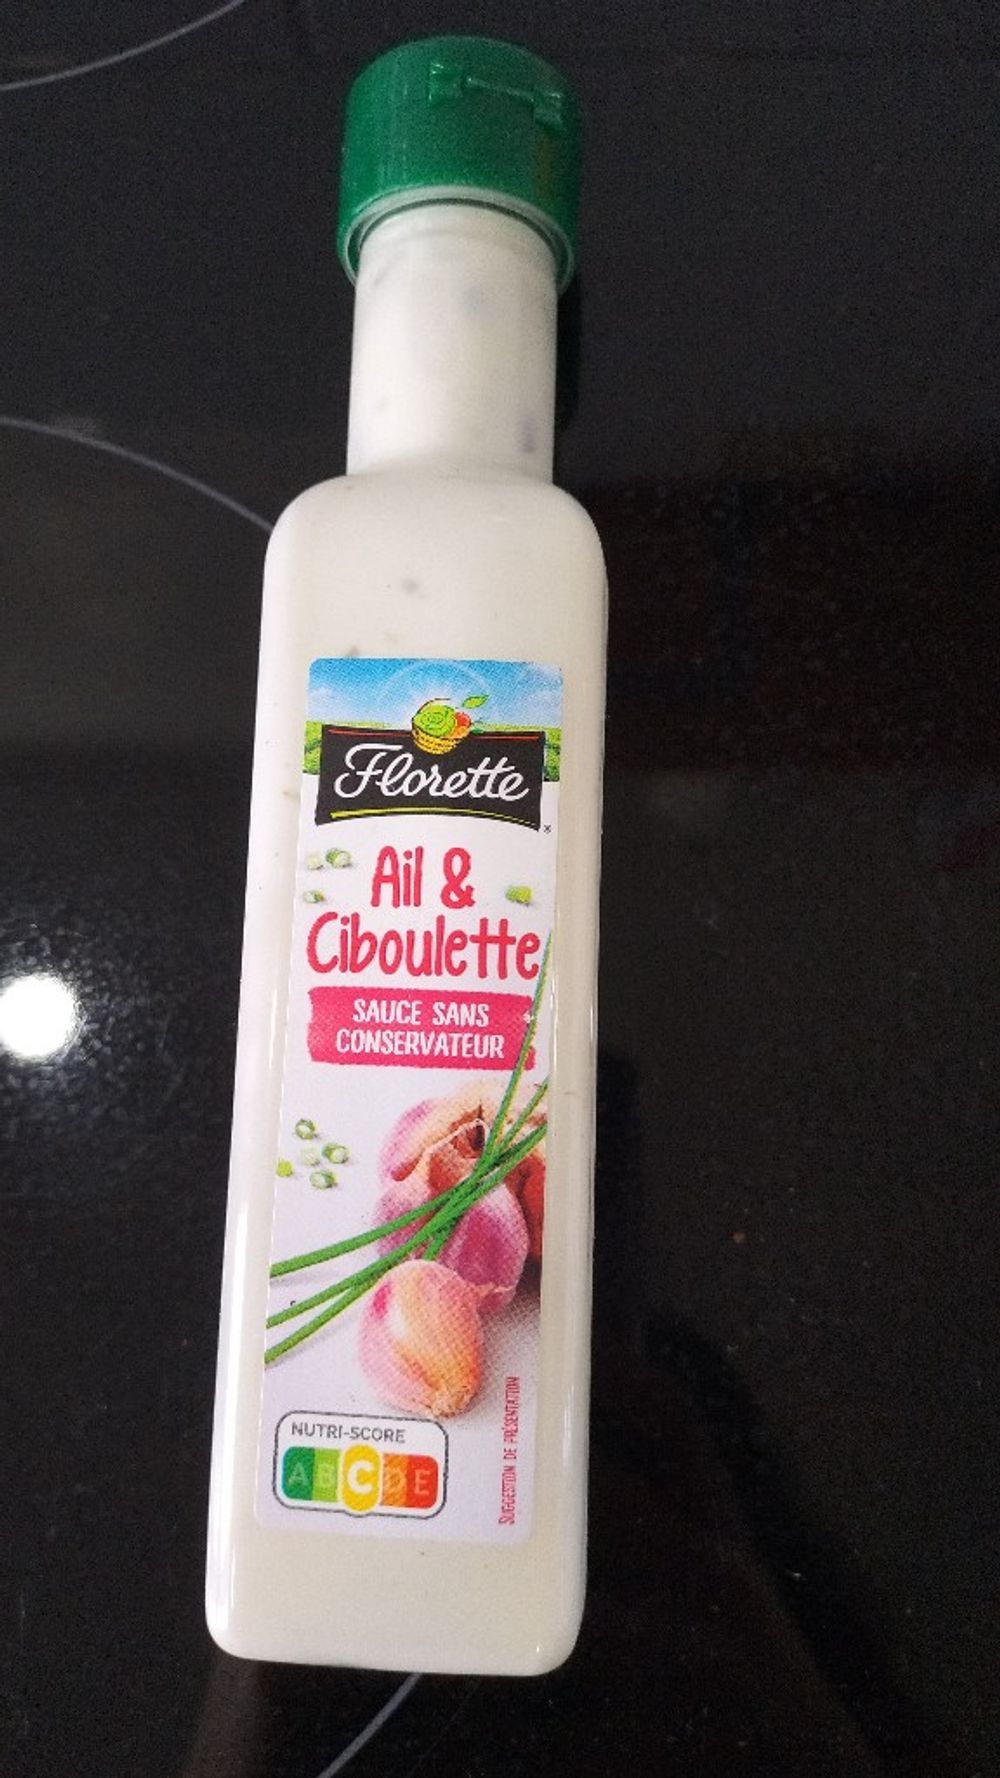 Florette
Ail &
Ciboulette
SAUCE SANS
CONSERVATEUR
NUTRI-SCORE
A B C D E
SUGGESTION DE PRÉSENTATION